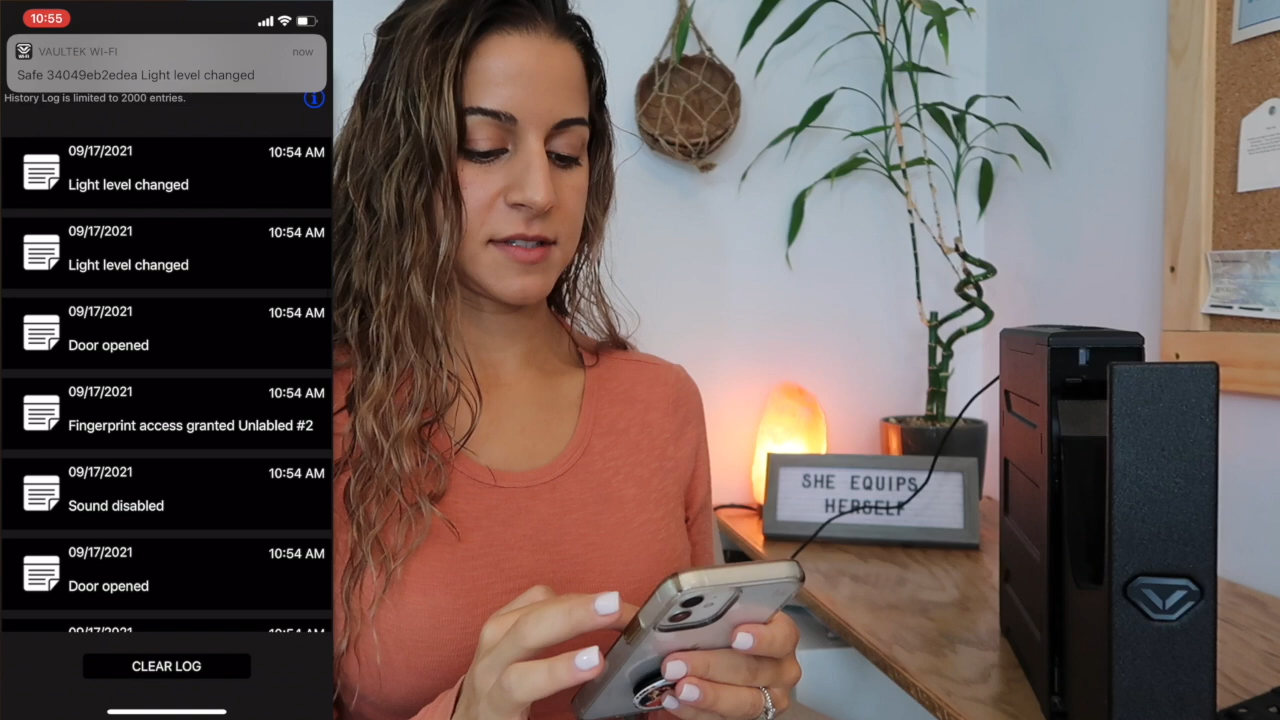 10:55
VAULTEK WI-FI
now
Safe 34049eb2edea Light level changed
History Log is limited to 2000 entries.
09/17/2021
10:54 AM
Light level changed
09/17/2021
10:54 AM
Light level changed
09/17/2021
10:54 AM
Door opened
09/17/2021
10:54 AM
Fingerprint access granted Unlabled #2
09/17/2021
10:54 AM
Sound disabled
09/17/2021
10:54 AM
Door opened
CLEAR LOG
SHE EQUIPS
HERSELF